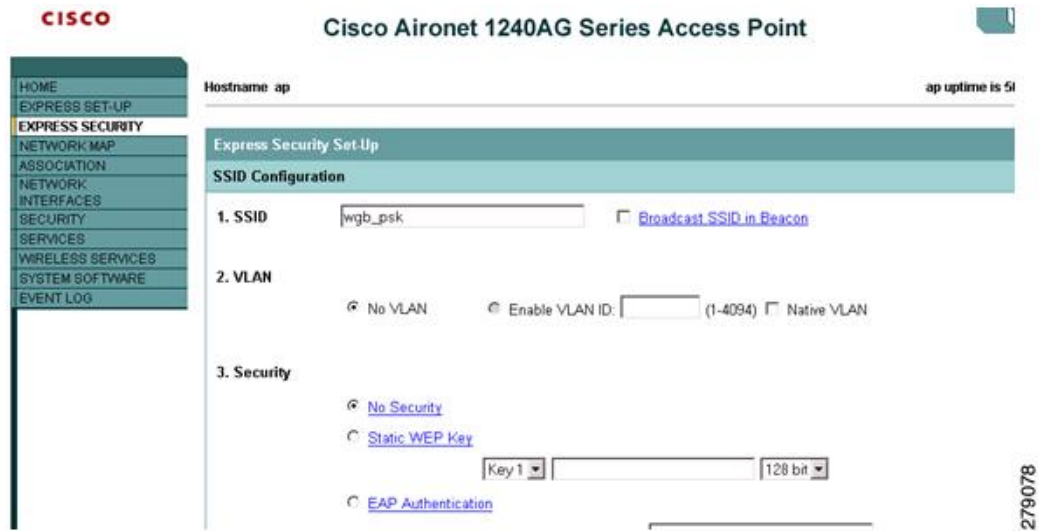 CISCO
Cisco Aironet 1240AG Series Access Point
HOME
EXPRESS SET-UP
EXPRESS SECURITY
NETWORK MAP
ASSOCIATION
NETWORK
INTERFACES
SECURITY
SERVICES
WIRELESS SERVICES
SYSTEM SOFTWARE
EVENT LOG
Hostname ap
ap uptime is
Express Security Set-Up
SSID Configuration
1. SSID
wgb_psk
Broadcast SSID in Beacon
2. VLAN
No VLAN
Enable VLAN ID:
(1-4094)
Native VLAN
3. Security
No Security
Static WEP Key
Key 1
128 bit
EAP Authentication
279078